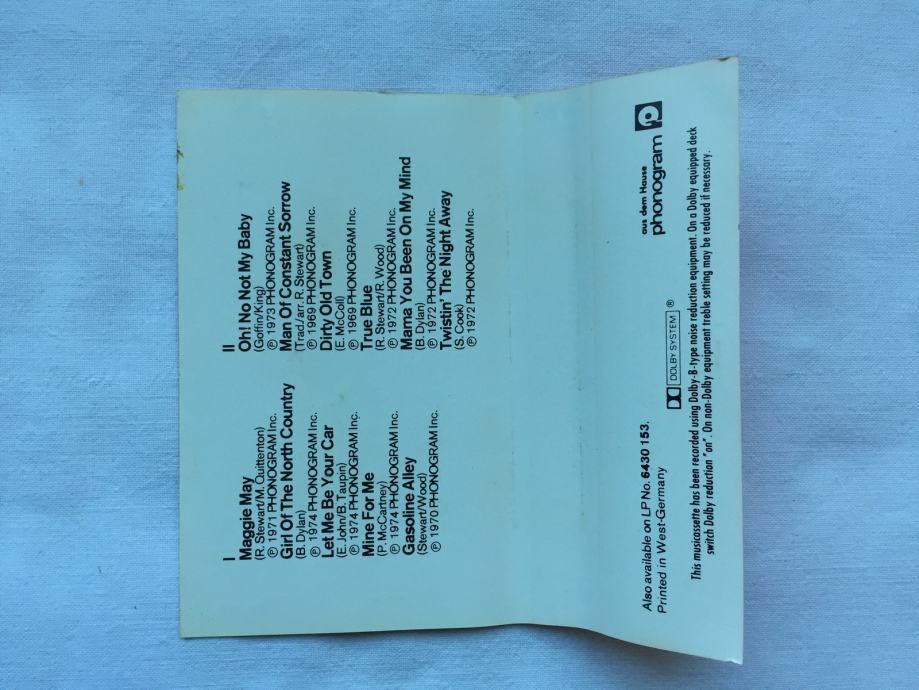 I
Maggie May
(R. Stewart/M. Quittenton)
℗ 1971 PHONOGRAM Inc.
Girl Of The North Country
(B. Dylan)
℗ 1974 PHONOGRAM Inc.
Let Me Be Your Car
(E. John/B. Taupin)
℗ 1974 PHONOGRAM Inc.
Mine For Me
(P. McCartney)
℗ 1974 PHONOGRAM Inc.
Gasoline Alley
(Stewart/Wood)
℗ 1970 PHONOGRAM Inc.
II
Oh! No Not My Baby
(Goffin/King)
℗ 1973 PHONOGRAM Inc.
Man Of Constant Sorrow
(Trad./arr. R. Stewart)
℗ 1969 PHONOGRAM Inc.
Dirty Old Town
(E. McColl)
℗ 1969 PHONOGRAM Inc.
True Blue
(R. Stewart/R. Wood)
℗ 1972 PHONOGRAM Inc.
Mama You Been On My Mind
(B. Dylan)
℗ 1972 PHONOGRAM Inc.
Twistin' The Night Away
(S. Cook)
℗ 1972 PHONOGRAM Inc.
Also available on LP No. 6430 153.
Printed in West-Germany
DOLBY SYSTEM ®
aus dem House
phonogram
This musicassette has been recorded using Dolby-B-type noise reduction equipment. On a Dolby equipped deck
switch Dolby reduction "on". On non-Dolby equipment treble setting may be reduced if necessary.